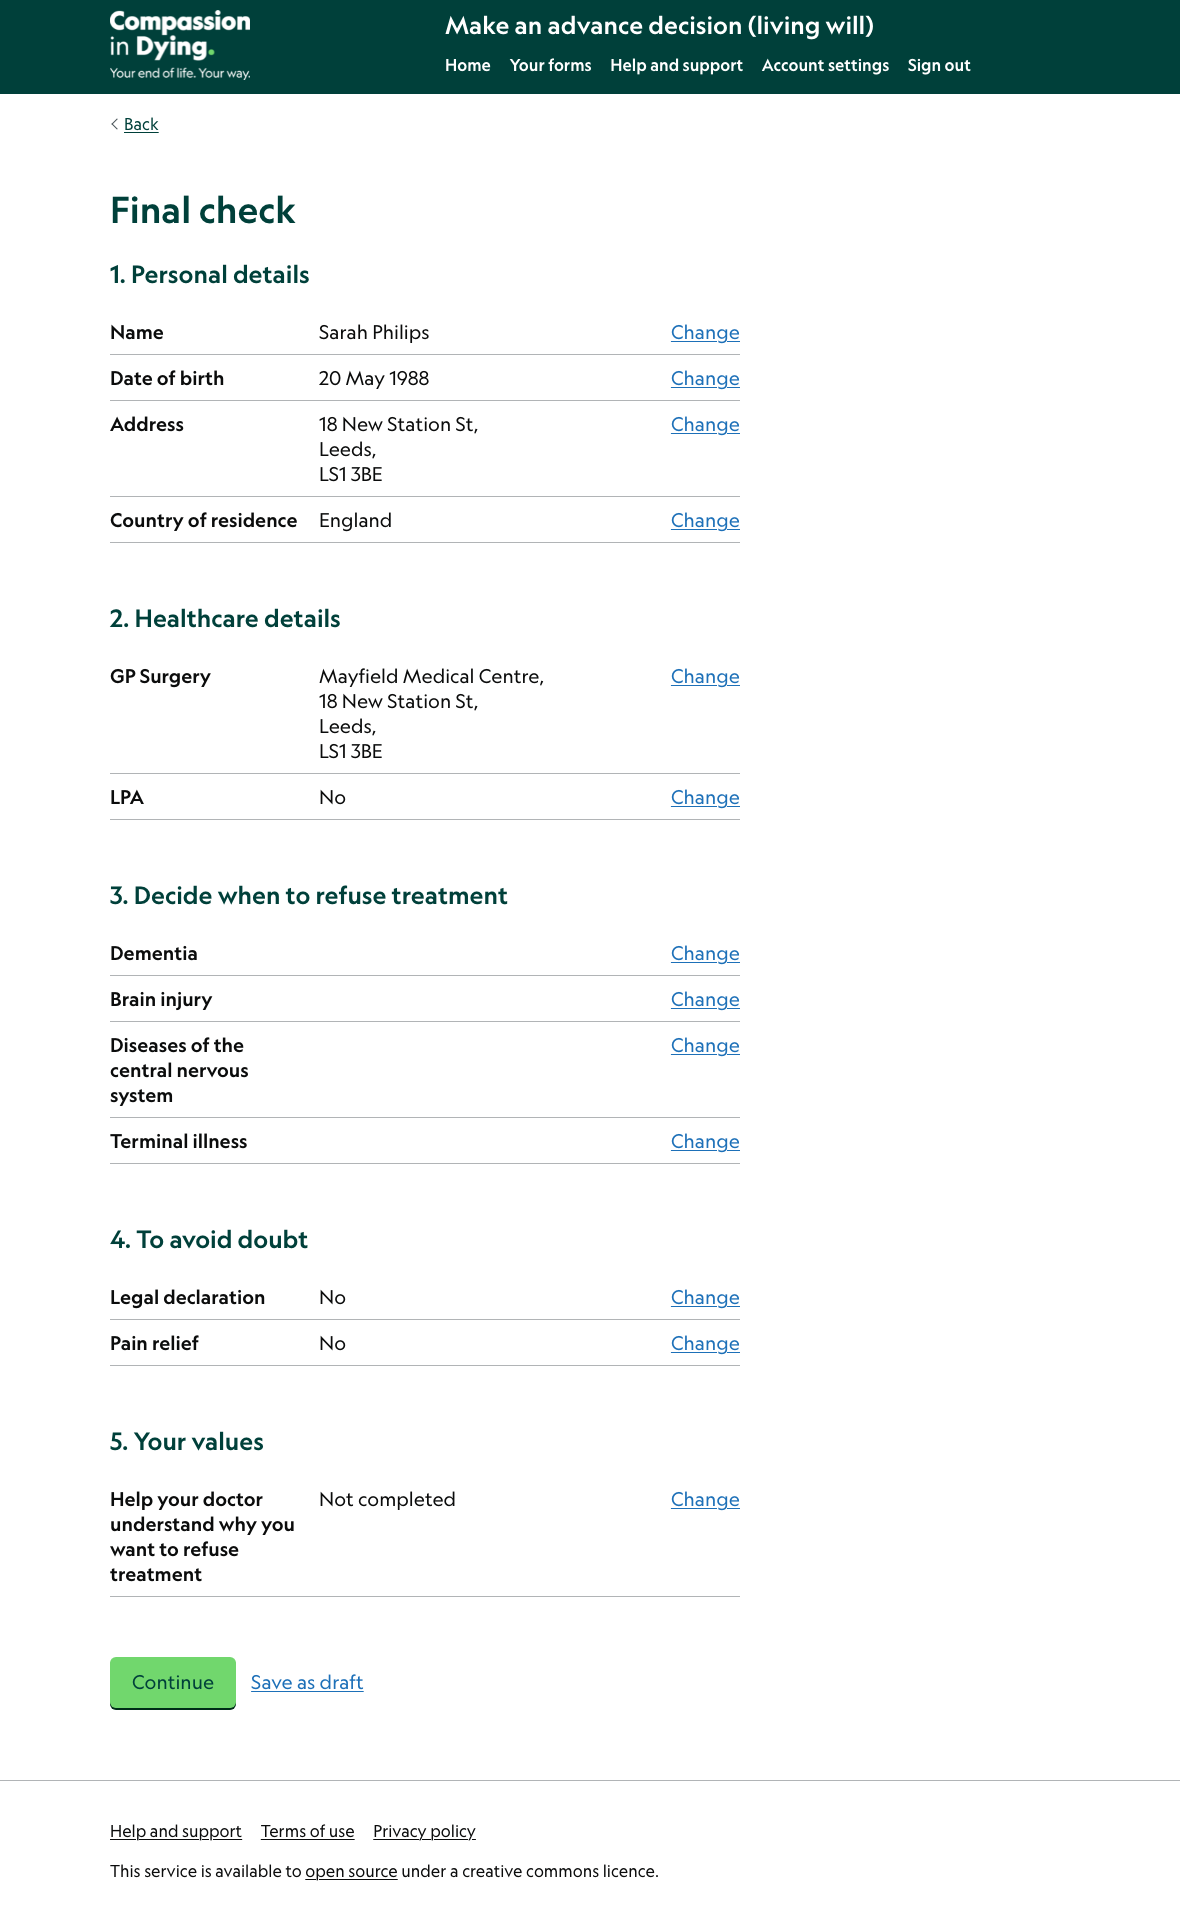 Compassion
in Dying.
Your end of life. Your way.
Make an advance decision (living will)
Home Your forms Help and support Account settings Sign out
Back
Final check
1. Personal details
Name Sarah Philips Change
Date of birth 20 May 1988 Change
Address 18 New Station St, Change
Leeds,
LS1 3BE
Country of residence England Change
2. Healthcare details
GP Surgery Mayfield Medical Centre, Change
18 New Station St,
Leeds,
LS1 3BE
LPA No Change
3. Decide when to refuse treatment
Dementia Change
Brain injury Change
Diseases of the Change
central nervous
system
Terminal illness Change
4. To avoid doubt
Legal declaration No Change
Pain relief No Change
5. Your values
Help your doctor Not completed Change
understand why you
want to refuse
treatment
Continue Save as draft
Help and support Terms of use Privacy policy
This service is available to open source under a creative commons licence.